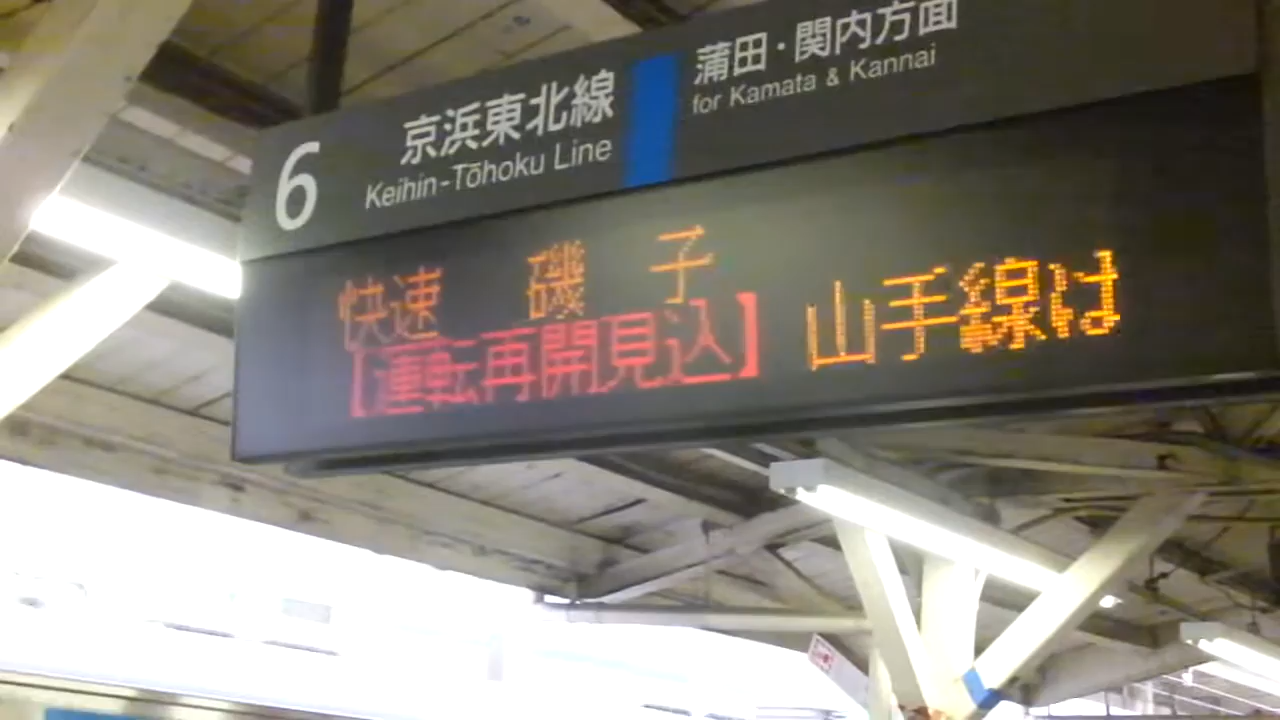 6 京浜東北線 蒲田・関内方面
Keihin-Tōhoku Line for Kamata & Kannai
快速 磯子
【運転再開見込】 山手線は